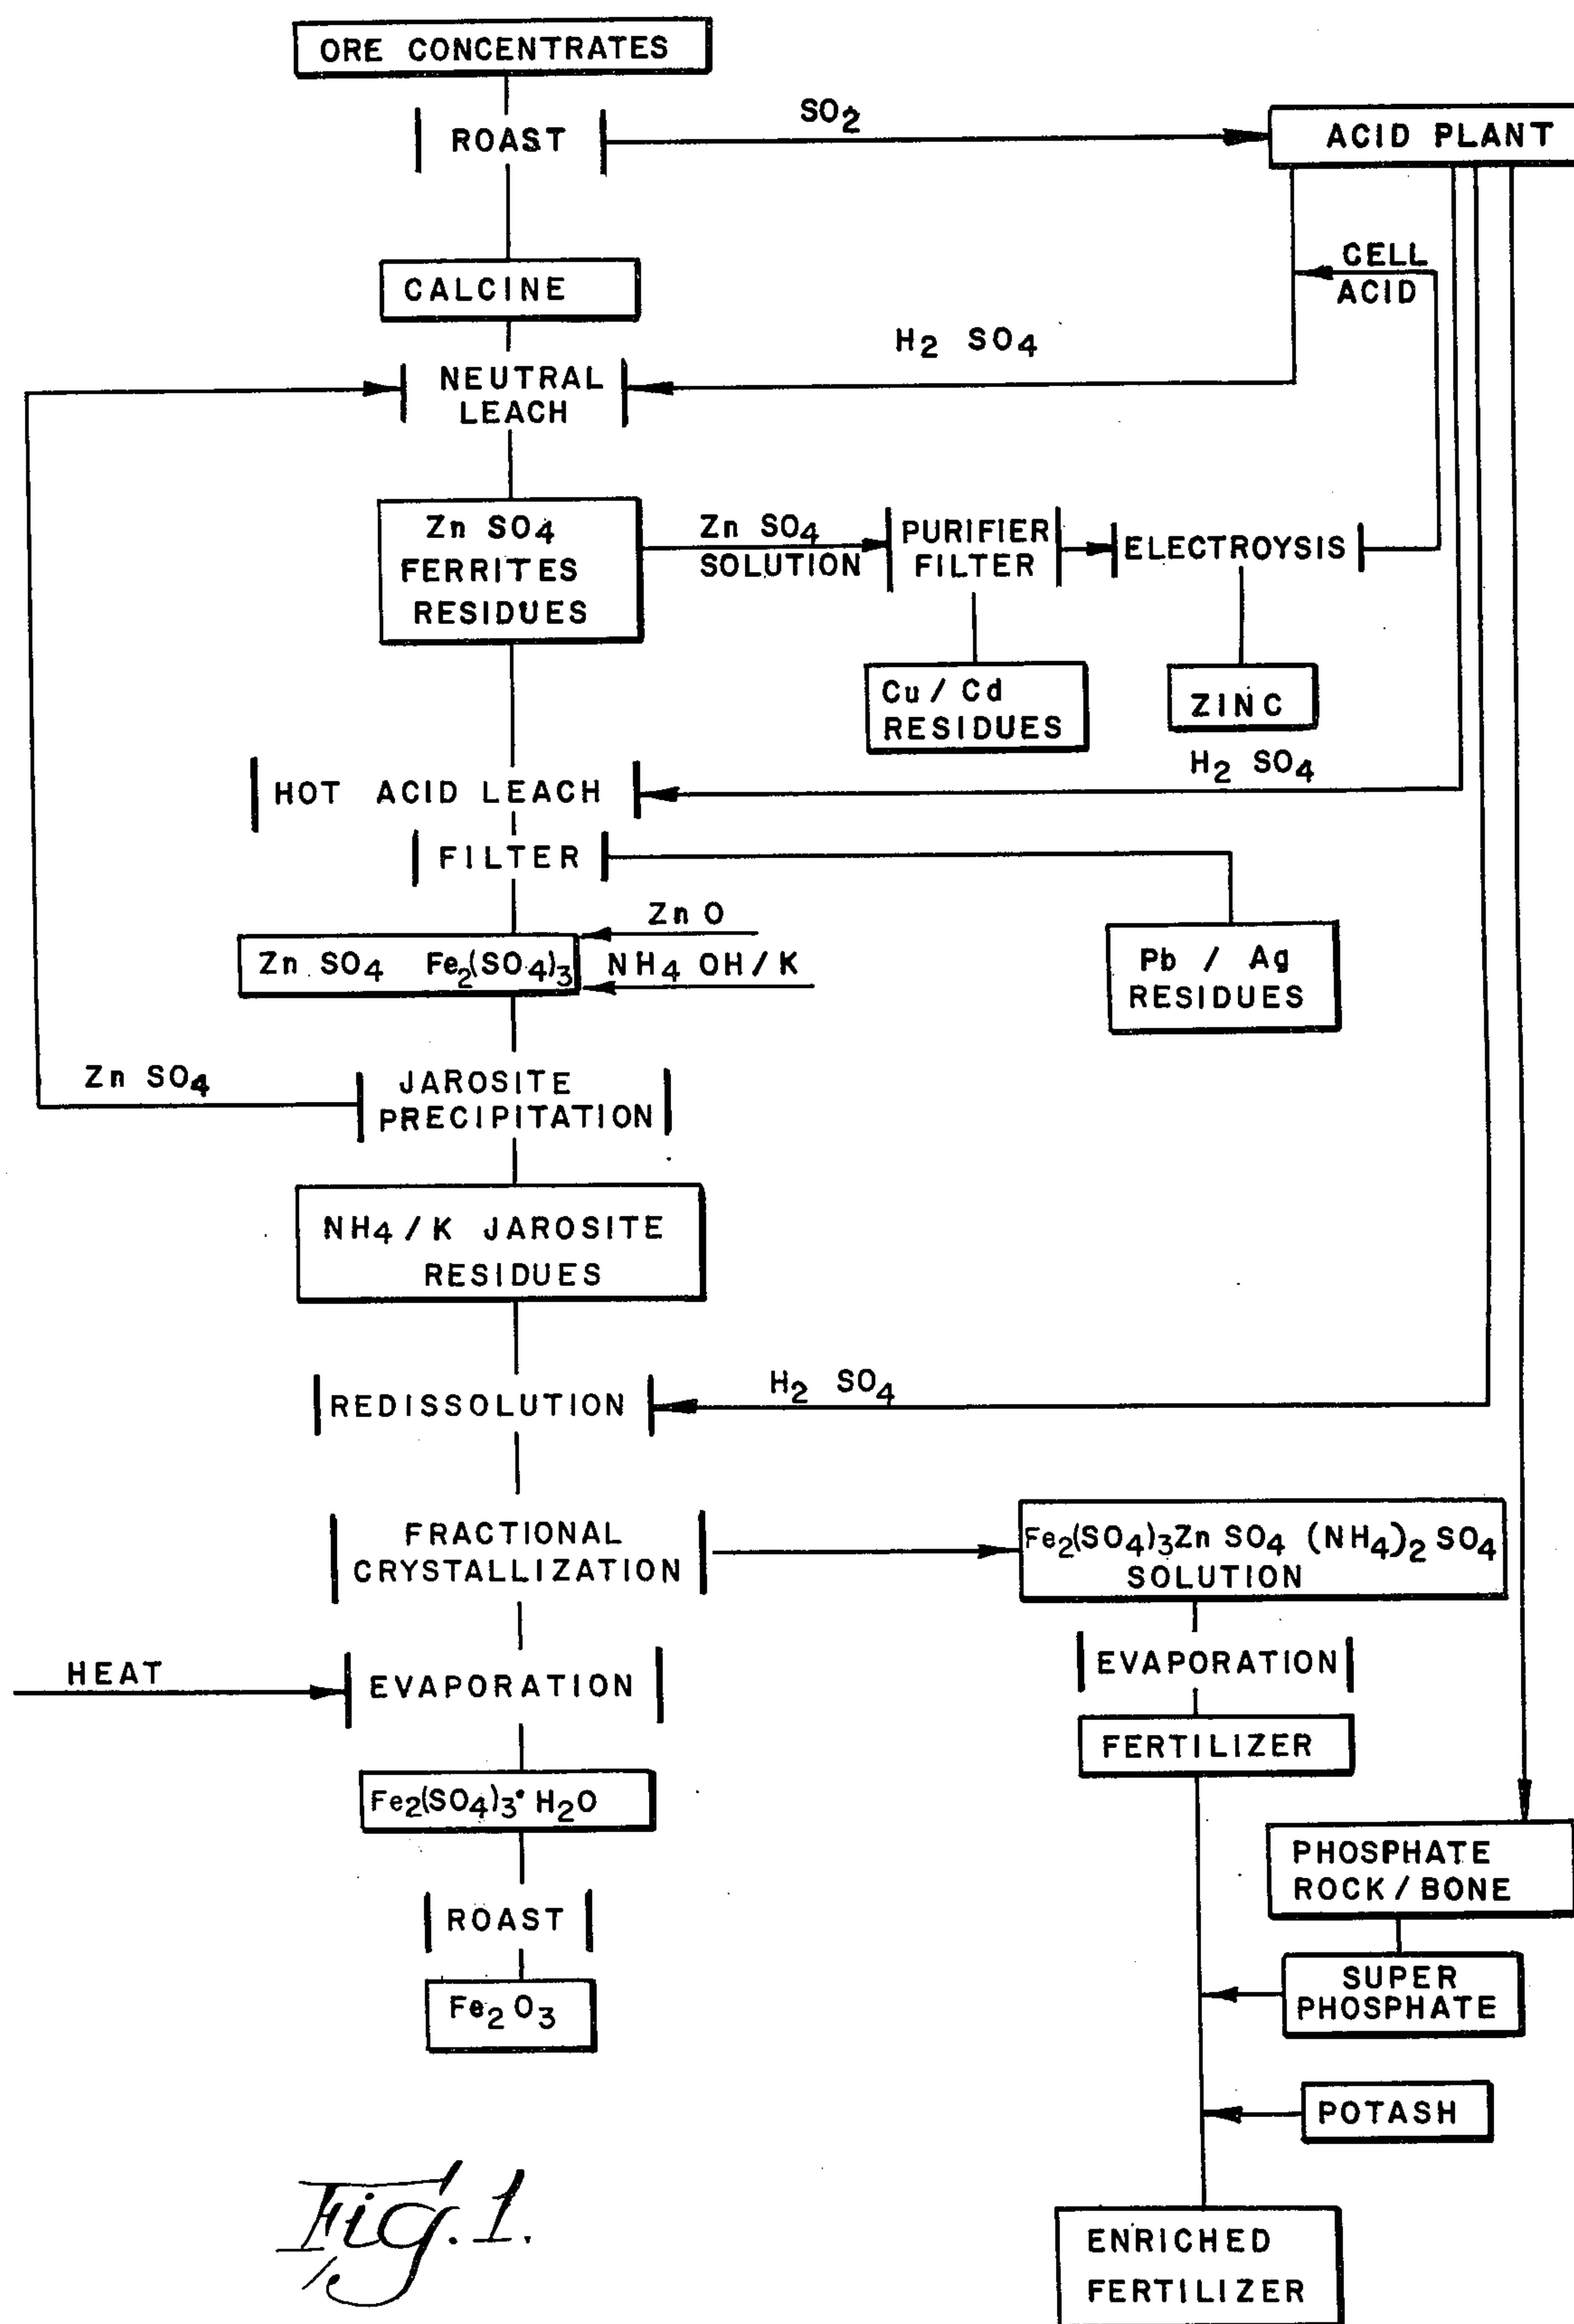 ORE CONCENTRATES
SO2
ROAST
ACID PLANT
CELL
ACID
CALCINE
H2 SO4
NEUTRAL
LEACH
Zn SO4
FERRITES
RESIDUES
Zn SO4
SOLUTION
PURIFIER
FILTER
ELECTROYSIS
Cu / Cd
RESIDUES
ZINC
H2 SO4
HOT ACID LEACH
FILTER
Zn O
Zn SO4 Fe2(SO4)3
NH4 OH/K
Pb / Ag
RESIDUES
Zn SO4
JAROSITE
PRECIPITATION
NH4 / K JAROSITE
RESIDUES
H2 SO4
REDISSOLUTION
FRACTIONAL
CRYSTALLIZATION
Fe2(SO4)3Zn SO4 (NH4)2 SO4
SOLUTION
HEAT
EVAPORATION
EVAPORATION
FERTILIZER
Fe2(SO4)3• H2O
PHOSPHATE
ROCK/BONE
ROAST
SUPER
PHOSPHATE
Fe2 O3
POTASH
Fig. 1.
ENRICHED
FERTILIZER